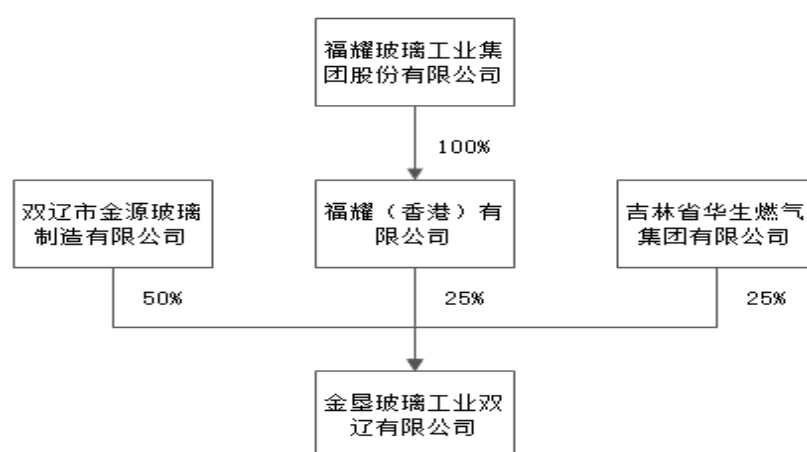 福耀玻璃工业集
团股份有限公司
100%
双辽市金源玻璃
制造有限公司
福耀（香港）有
限公司
吉林省华生燃气
集团有限公司
50%
25%
25%
金垦玻璃工业双
辽有限公司